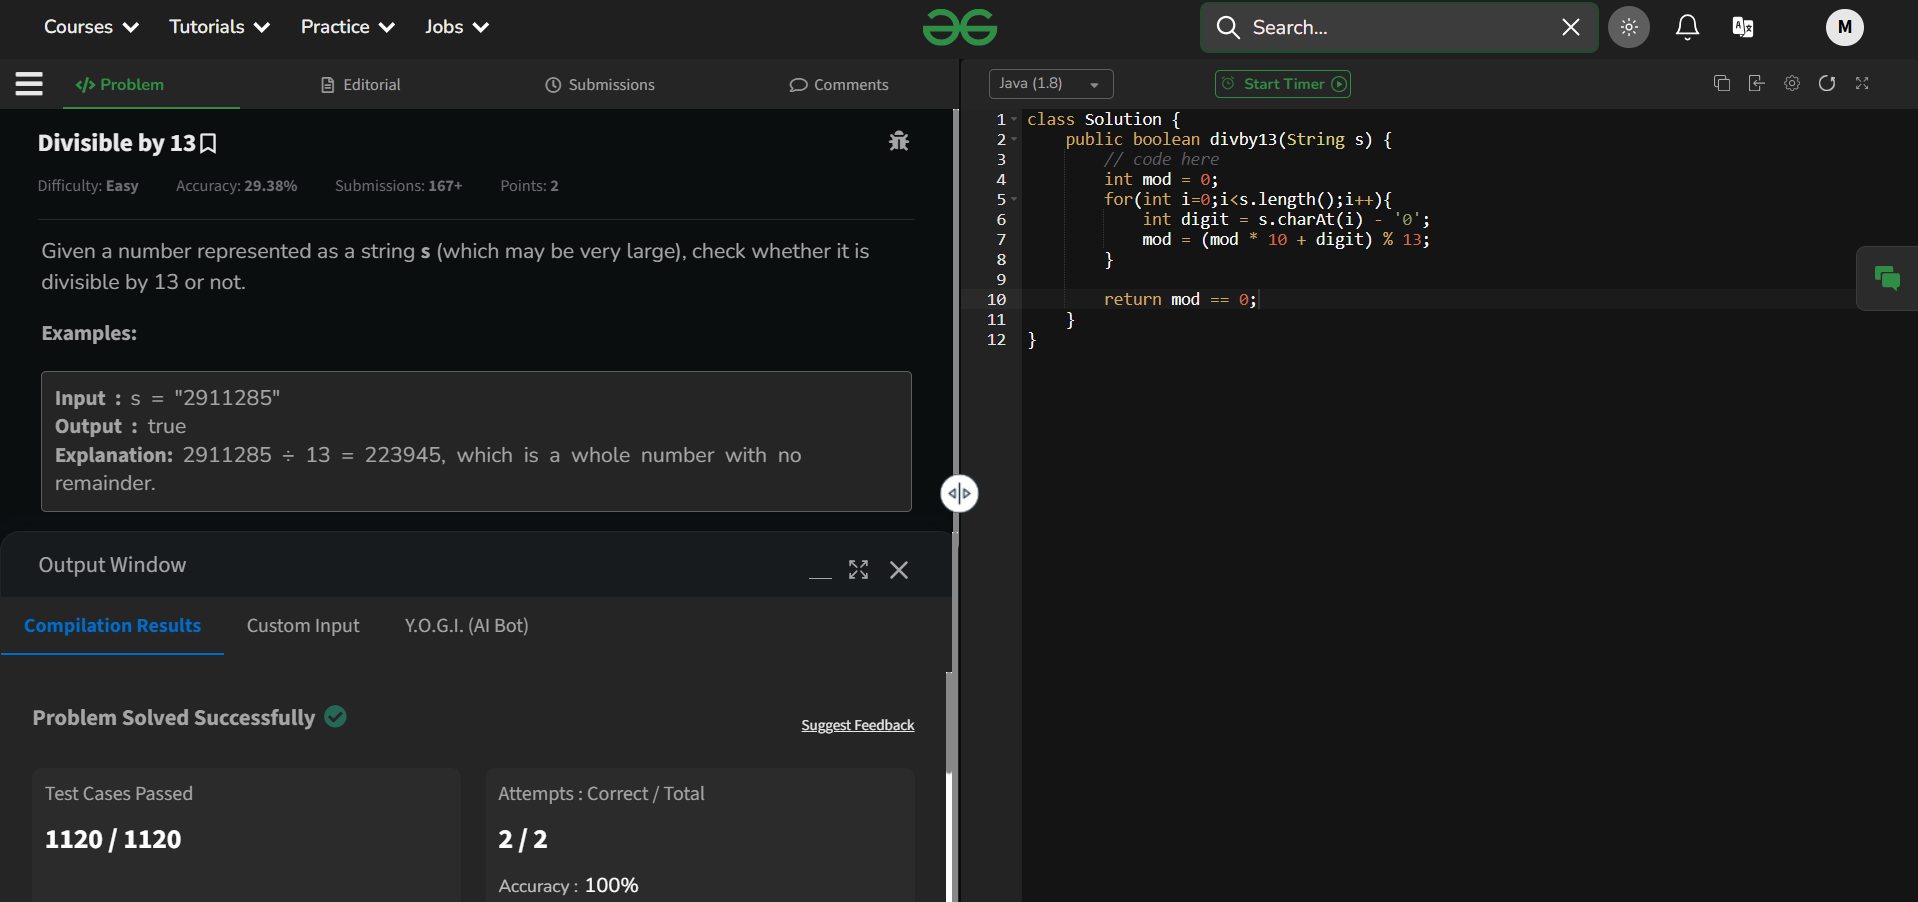 Courses Tutorials Practice Jobs
Search...
M
Problem Editorial Submissions Comments
Java (1.8) Start Timer
Divisible by 13
Difficulty: Easy Accuracy: 29.38% Submissions: 167+ Points: 2
Given a number represented as a string s (which may be very large), check whether it is
divisible by 13 or not.
Examples:
Input : s = "2911285"
Output : true
Explanation: 2911285 ÷ 13 = 223945, which is a whole number with no
remainder.
Output Window
Compilation Results Custom Input Y.O.G.I. (AI Bot)
Problem Solved Successfully
Suggest Feedback
Test Cases Passed
1120 / 1120
Attempts : Correct / Total
2 / 2
Accuracy : 100%
1 class Solution {
2 public boolean divby13(String s) {
3 // code here
4 int mod = 0;
5 for(int i=0;i<s.length();i++){
6 int digit = s.charAt(i) - '0';
7 mod = (mod * 10 + digit) % 13;
8 }
9
10 return mod == 0;
11 }
12 }